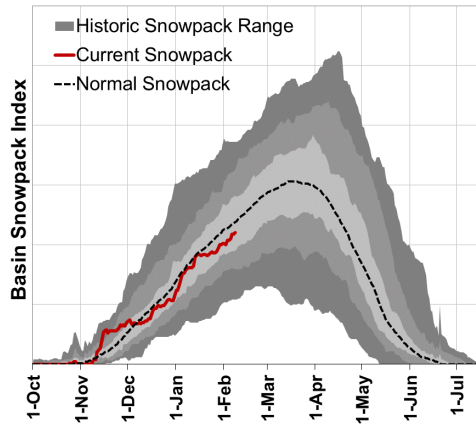 Historic Snowpack Range
Current Snowpack
Normal Snowpack
Basin Snowpack Index
1-Oct
1-Nov
1-Dec
1-Jan
1-Feb
1-Mar
1-Apr
1-May
1-Jun
1-Jul